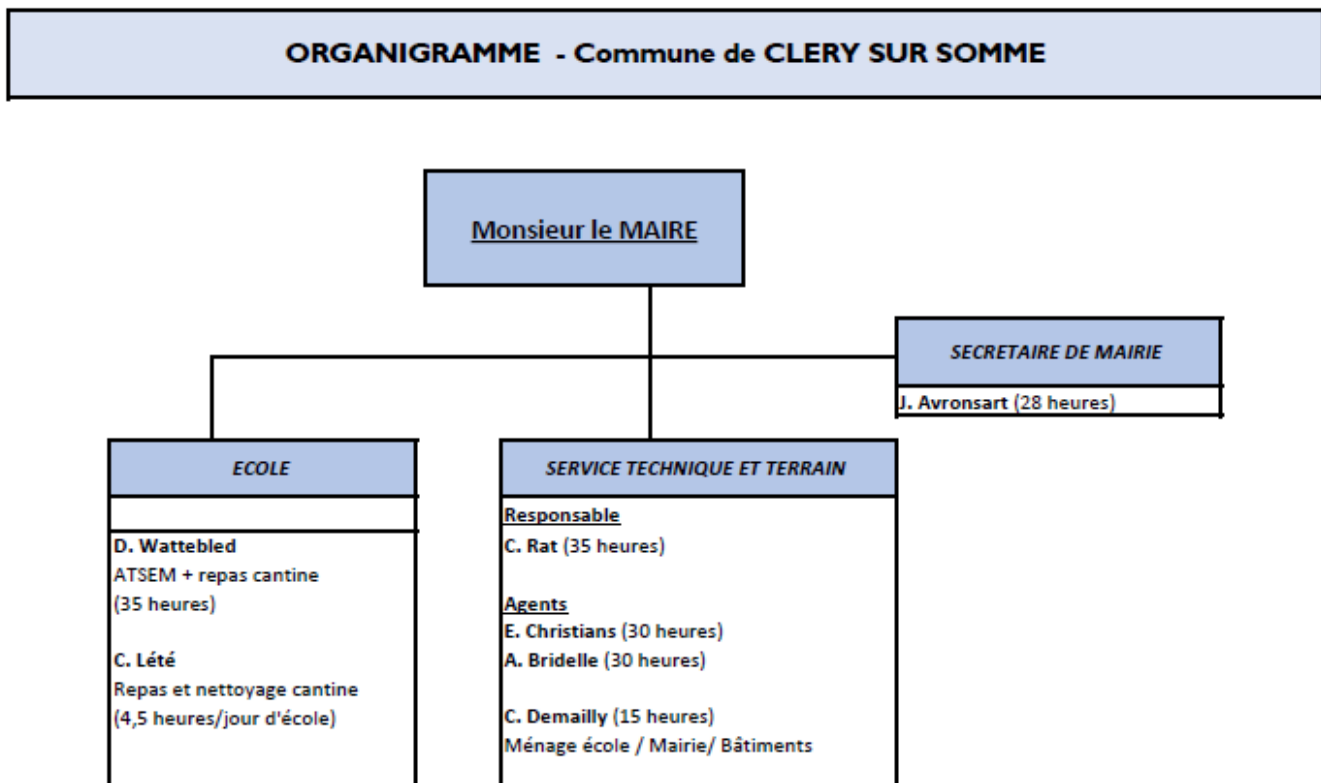 ORGANIGRAMME - Commune de CLERY SUR SOMME
Monsieur le MAIRE
SECRETAIRE DE MAIRIE
J. Avronsart (28 heures)
ECOLE
D. Wattebled
ATSEM + repas cantine
(35 heures)
C. Lété
Repas et nettoyage cantine
(4,5 heures/jour d'école)
SERVICE TECHNIQUE ET TERRAIN
Responsable
C. Rat (35 heures)
Agents
E. Christians (30 heures)
A. Bridelle (30 heures)
C. Demailly (15 heures)
Ménage école / Mairie/ Bâtiments